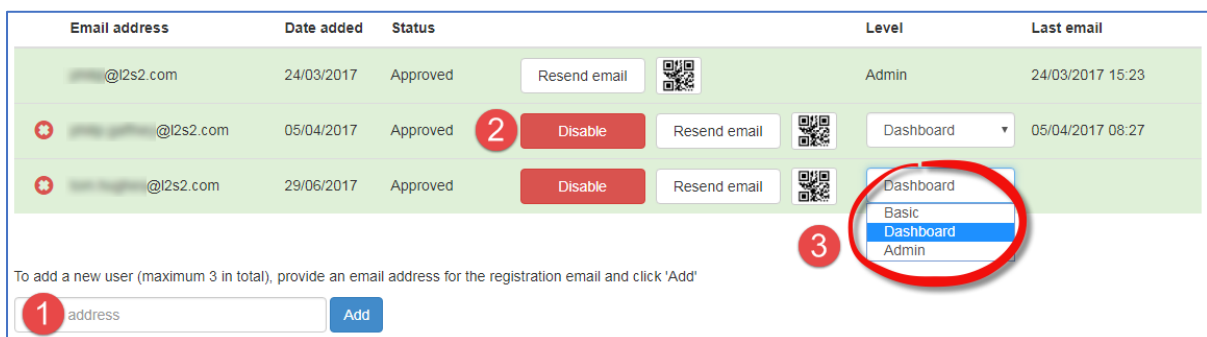 Email address Date added Status Level Last email
@l2s2.com 24/03/2017 Approved Resend email Admin 24/03/2017 15:23
@l2s2.com 05/04/2017 Approved 2 Disable Resend email Dashboard 05/04/2017 08:27
@l2s2.com 29/06/2017 Approved Disable Resend email Dashboard
Basic
Dashboard
3 Admin
To add a new user (maximum 3 in total), provide an email address for the registration email and click 'Add'
1 address Add